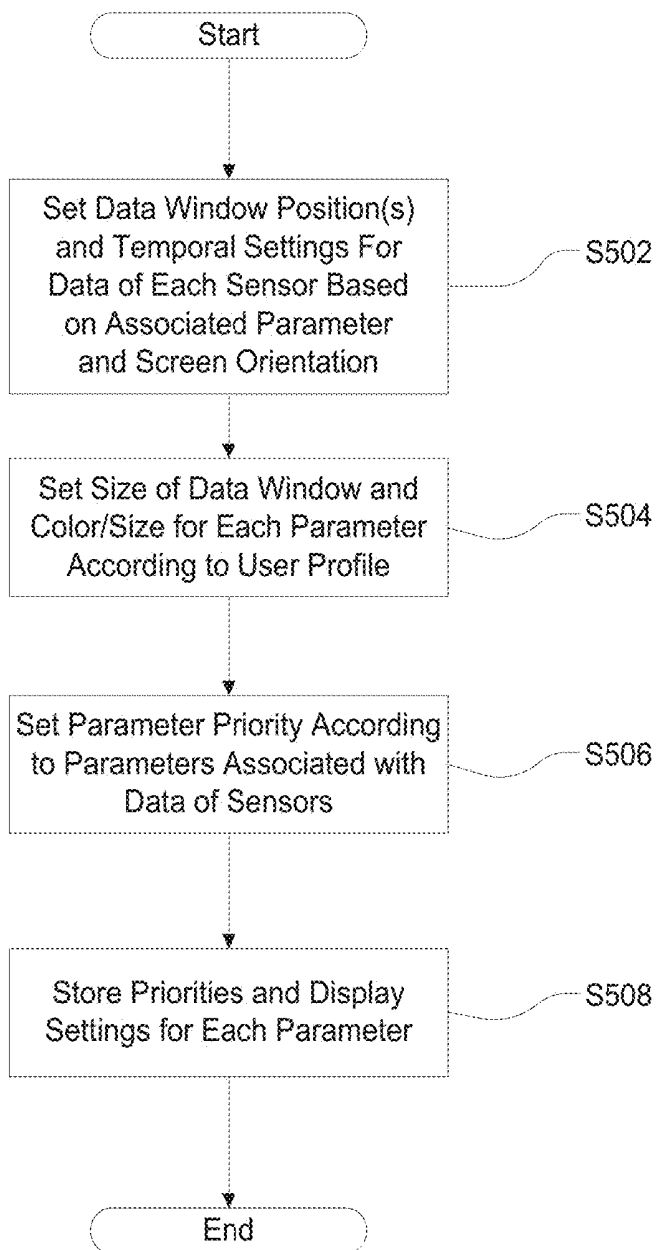 Start
Set Data Window Position(s)
and Temporal Settings For
Data of Each Sensor Based
on Associated Parameter
and Screen Orientation
S502
Set Size of Data Window and
Color/Size for Each Parameter
According to User Profile
S504
Set Parameter Priority According
to Parameters Associated with
Data of Sensors
S506
Store Priorities and Display
Settings for Each Parameter
S508
End